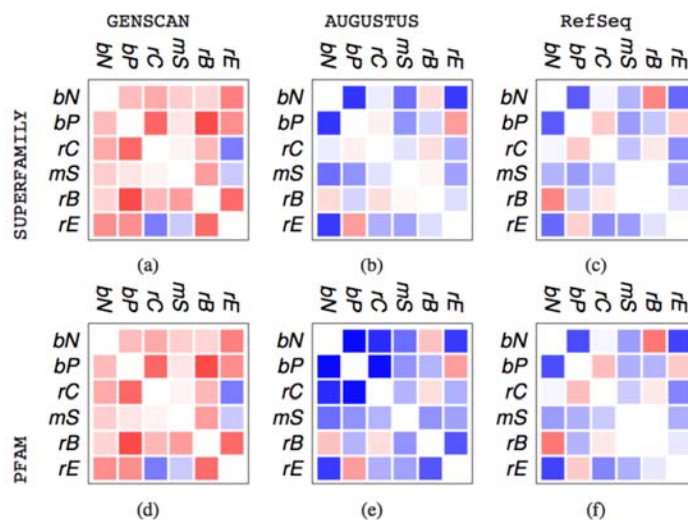 GENSCAN AUGUSTUS RefSeq
bN bP rC mS rB rE bN bP rC mS rB rE bN bP rC mS rB rE
SUPERFAMILY
bN bN bN
bP bP bP
rC rC rC
mS mS mS
rB rB rB
rE rE rE
(a) (b) (c)
bN bP rC mS rB rE bN bP rC mS rB rE bN bP rC mS rB rE
PFAM
bN bN bN
bP bP bP
rC rC rC
mS mS mS
rB rB rB
rE rE rE
(d) (e) (f)